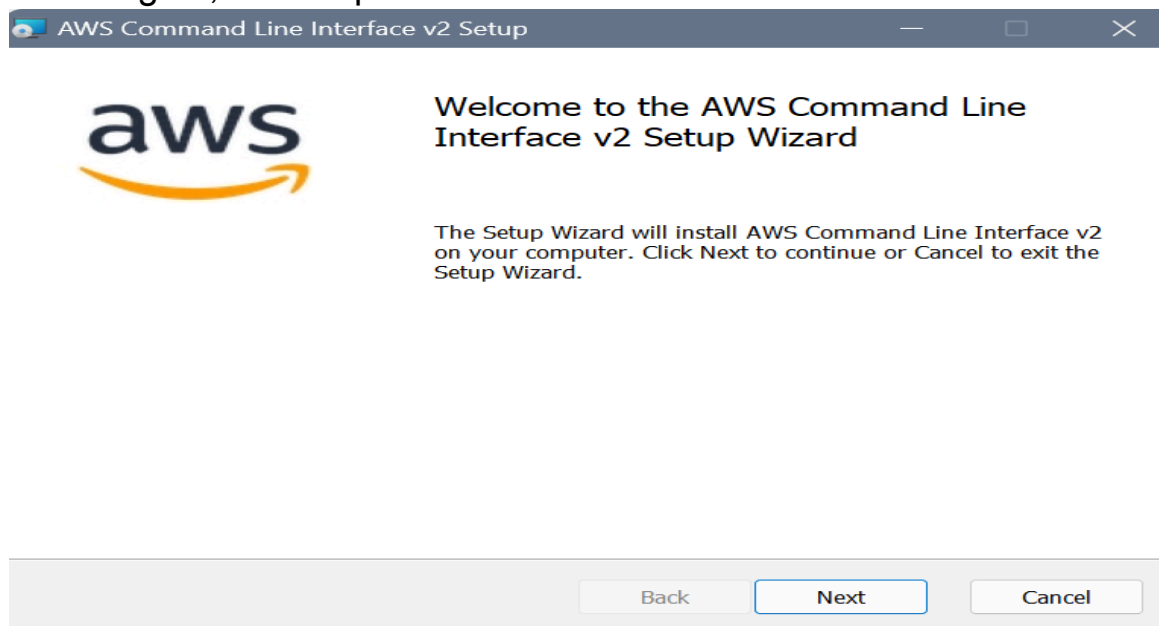 AWS Command Line Interface v2 Setup
aws
Welcome to the AWS Command Line
Interface v2 Setup Wizard
The Setup Wizard will install AWS Command Line Interface v2
on your computer. Click Next to continue or Cancel to exit the
Setup Wizard.
Back
Next
Cancel